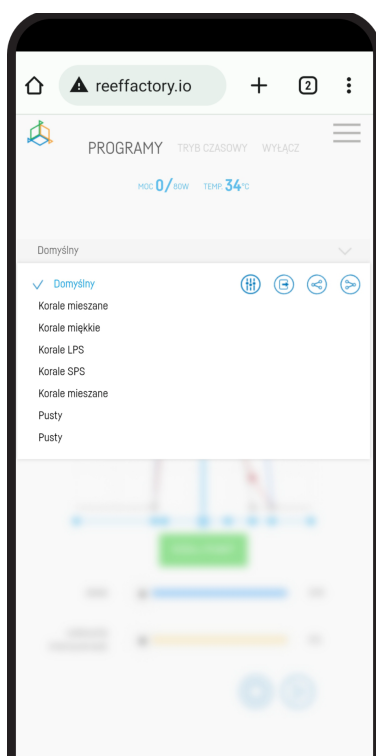 reeffactory.io
2
PROGRAMY TRYB CZASOWY WYŁĄCZ
MOC 0/80W TEMP. 34°C
Domyślny
Domyślny
Korale mieszane
Korale miękkie
Korale LPS
Korale SPS
Korale mieszane
Pusty
Pusty